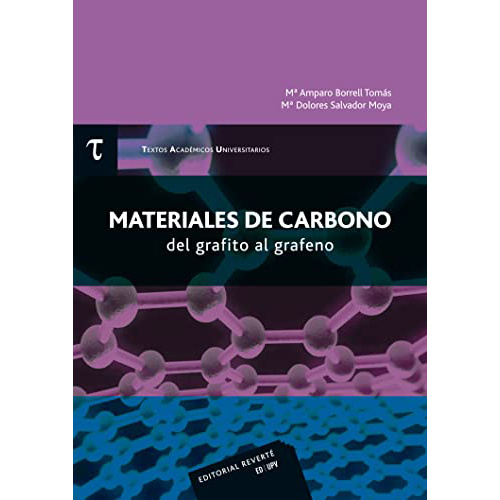 Mª Amparo Borrell Tomás
Mª Dolores Salvador Moya
τ
Textos Académicos Universitarios
MATERIALES DE CARBONO
del grafito al grafeno
EDITORIAL REVERTÉ
ED|UPV